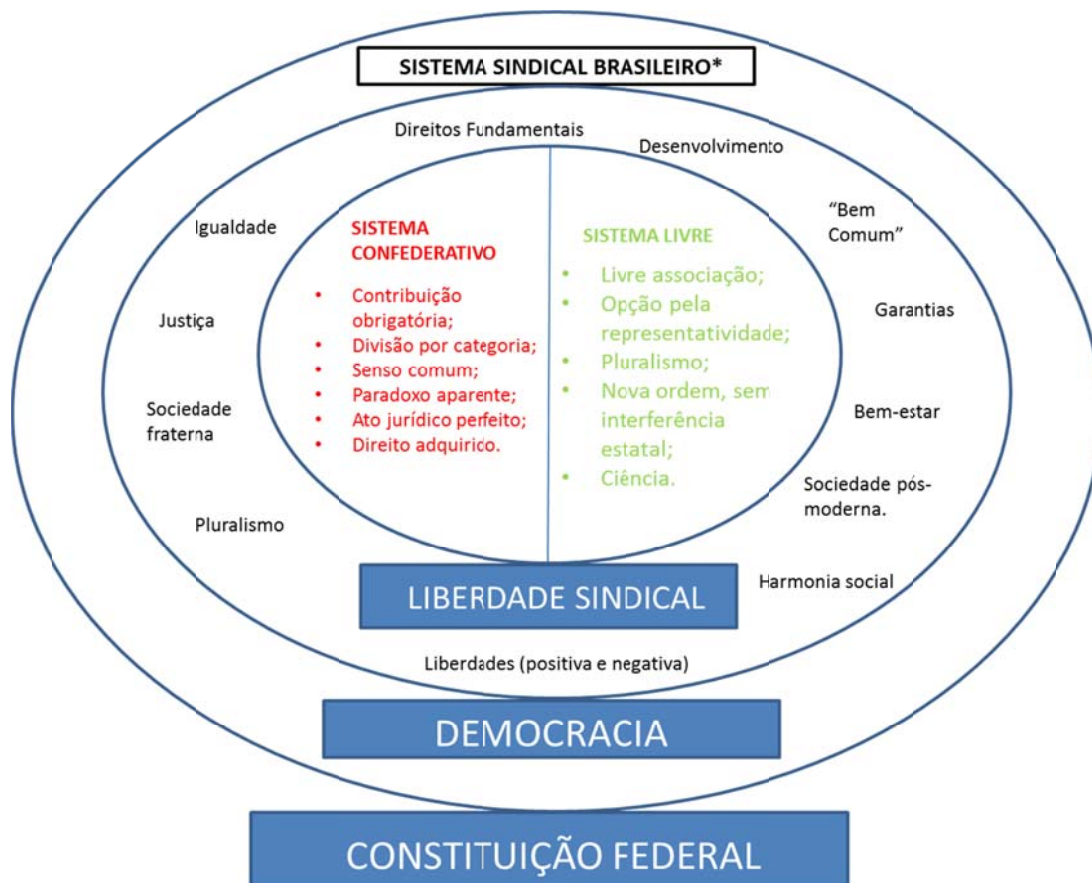 SISTEMA SINDICAL BRASILEIRO*
Direitos Fundamentais
Desenvolvimento
Igualdade
"Bem
Comum"
SISTEMA
CONFEDERATIVO
• Contribuição
obrigatória;
• Divisão por categoria;
• Senso comum;
• Paradoxo aparente;
• Ato jurídico perfeito;
• Direito adquirico.
SISTEMA LIVRE
• Livre associação;
• Opção pela
representatividade;
• Pluralismo;
• Nova ordem, sem
interferência
estatal;
• Ciência.
Justiça
Garantias
Sociedade
fraterna
Bem-estar
Sociedade pós-
moderna.
Pluralismo
Harmonia social
LIBERDADE SINDICAL
Liberdades (positiva e negativa)
DEMOCRACIA
CONSTITUIÇÃO FEDERAL